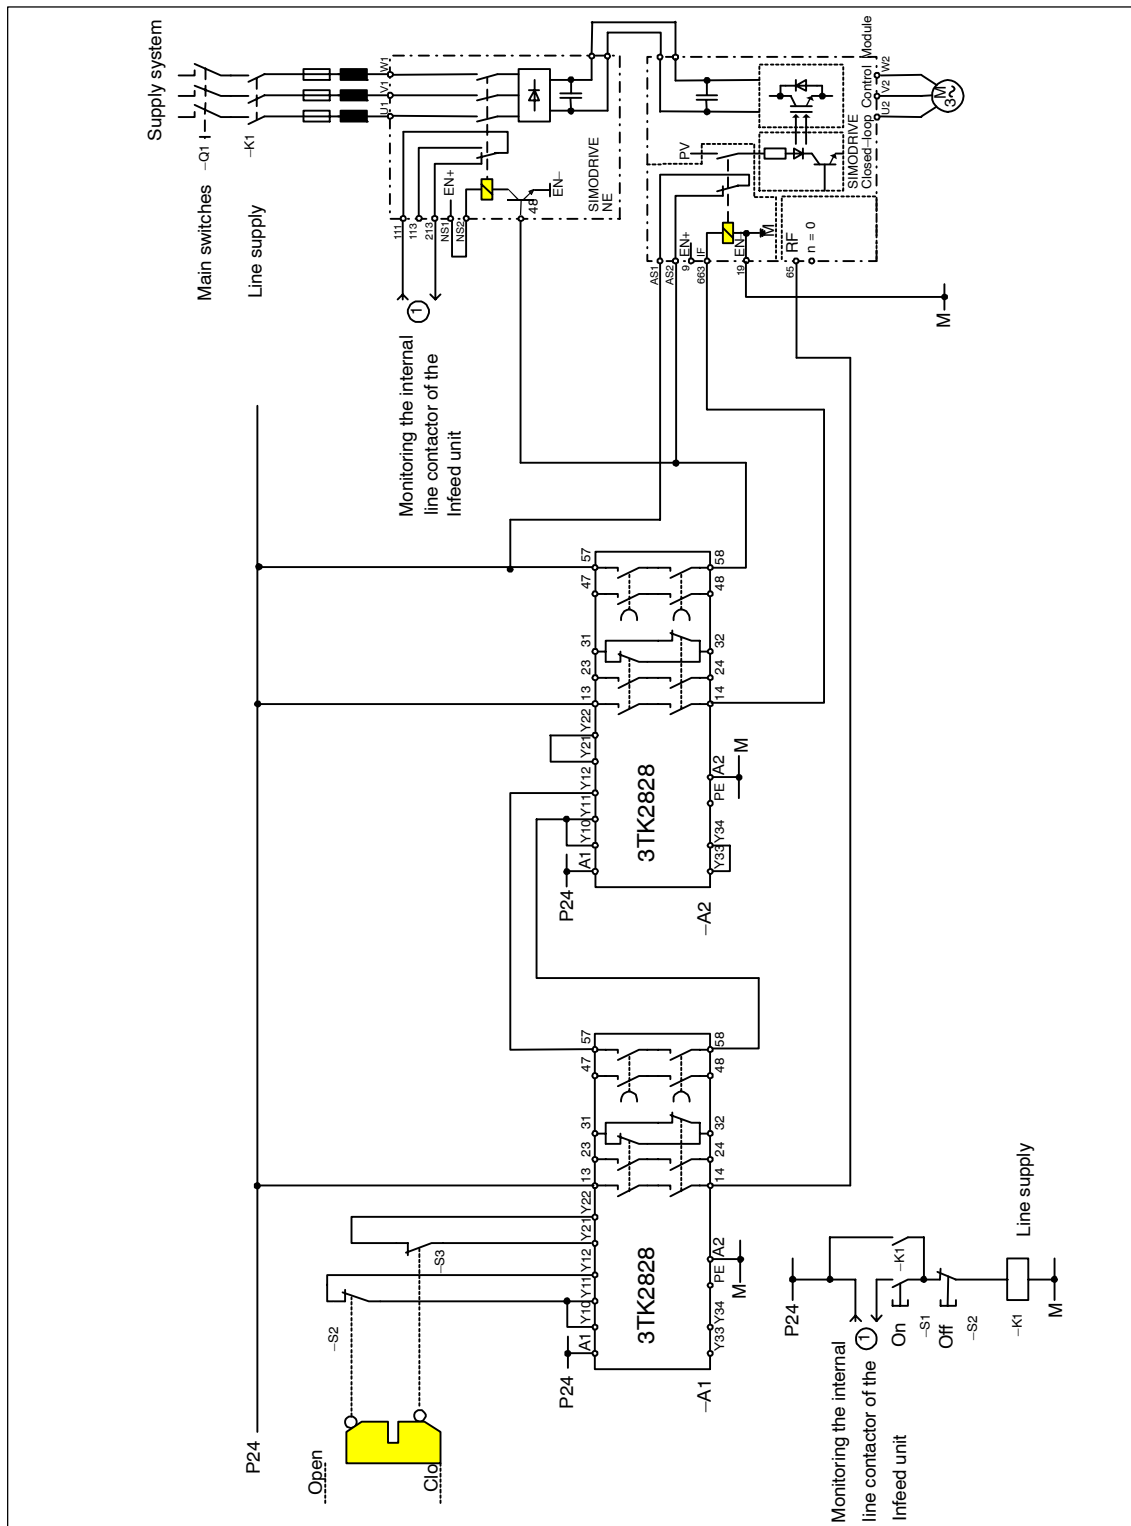 Supply system
Main switches
–Q1
Line supply
–K1
U1
V1
W1
111
113
213
NS1
NS2
EN+
48
EN–
SIMODRIVE
NE
1
Monitoring the internal
line contactor of the
Infeed unit
SIMODRIVE
Closed–loop Control Module
U2
V2
W2
M
3~
PV
AS1
AS2
9
EN+
663
IF
19
EN–
M
65
RF
n = 0
M
P24
57
47
31
23
13
Y22
Y21
Y12
Y11
Y10
A1
58
48
32
24
14
A2
PE
Y34
Y33
3TK2828
P24
M
–A2
57
47
31
23
13
Y22
Y21
Y12
Y11
Y10
A1
58
48
32
24
14
A2
PE
Y34
Y33
3TK2828
P24
M
–A1
–S3
–S2
Open
Clo
P24
Monitoring the internal
line contactor of the
Infeed unit
1
On
–S1
–K1
Off
–S2
–K1
Line supply
M